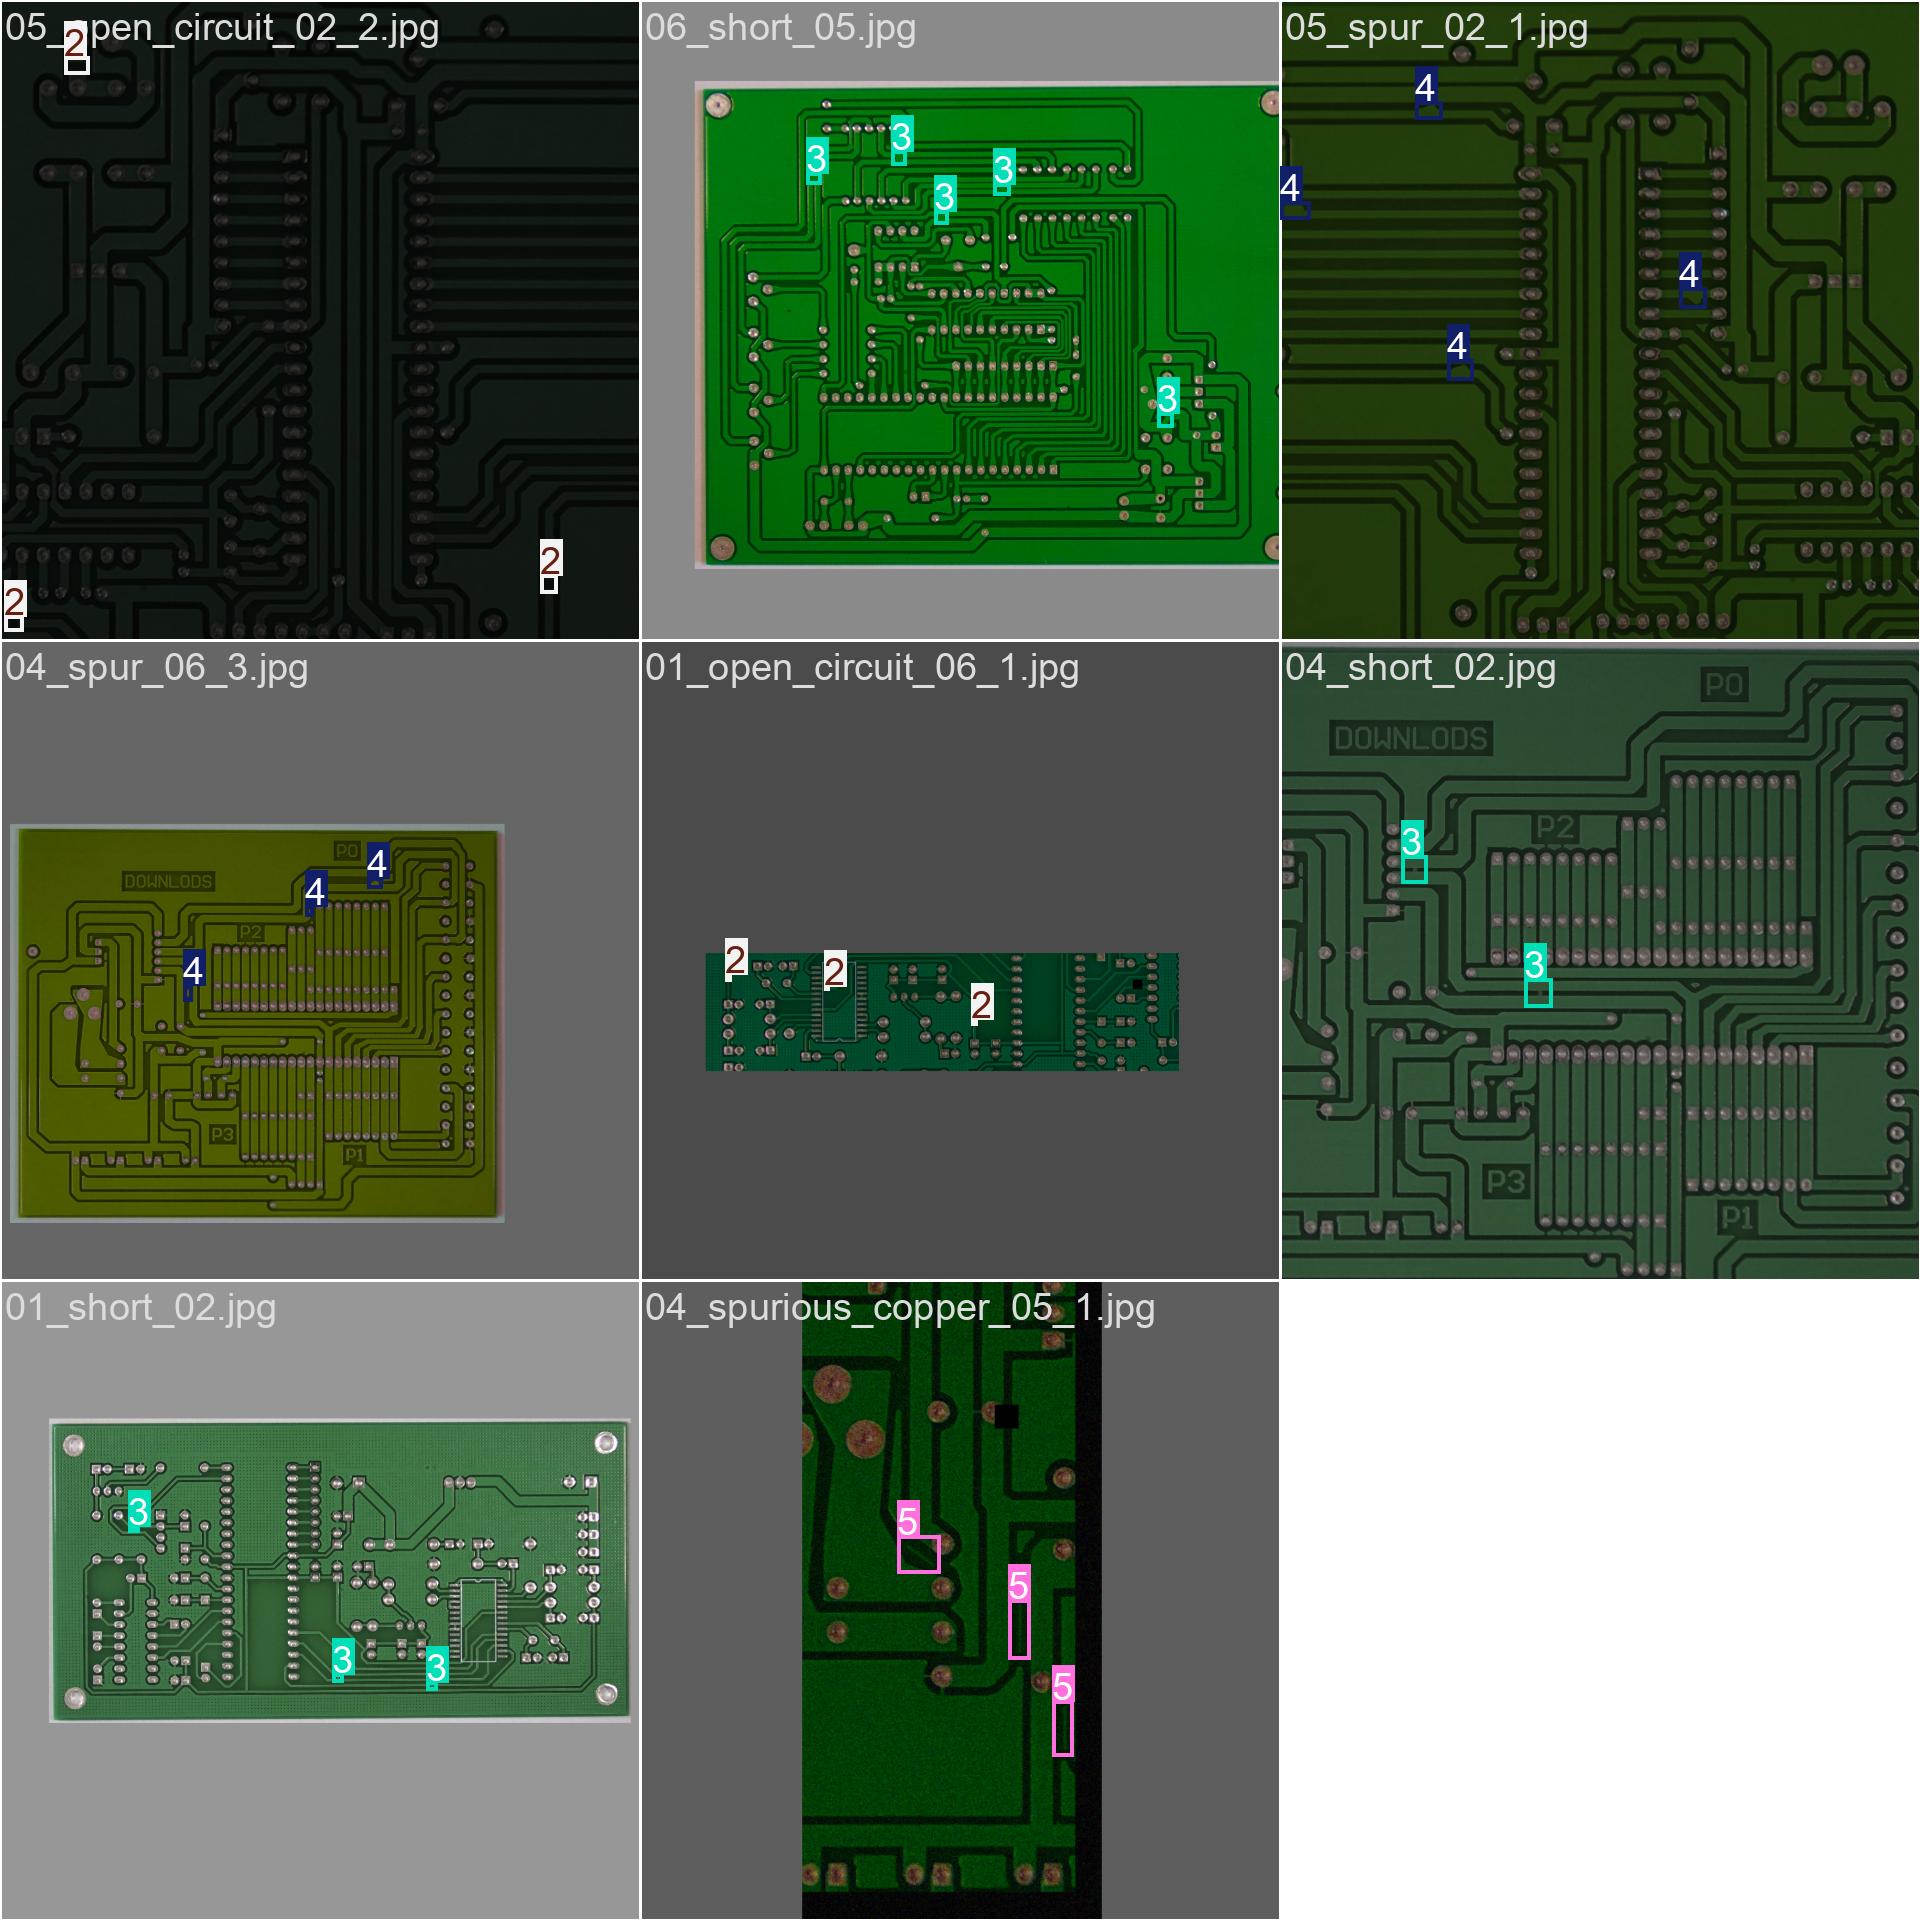 05_open_circuit_02_2.jpg
2
2
2
06_short_05.jpg
3
3
3
3
3
05_spur_02_1.jpg
4
4
4
4
04_spur_06_3.jpg
4
4
4
P0
DOWNLODS
P2
P3
P1
01_open_circuit_06_1.jpg
2
2
2
04_short_02.jpg
P0
DOWNLODS
P2
3
3
P3
P1
01_short_02.jpg
3
3
3
04_spurious_copper_05_1.jpg
5
5
5